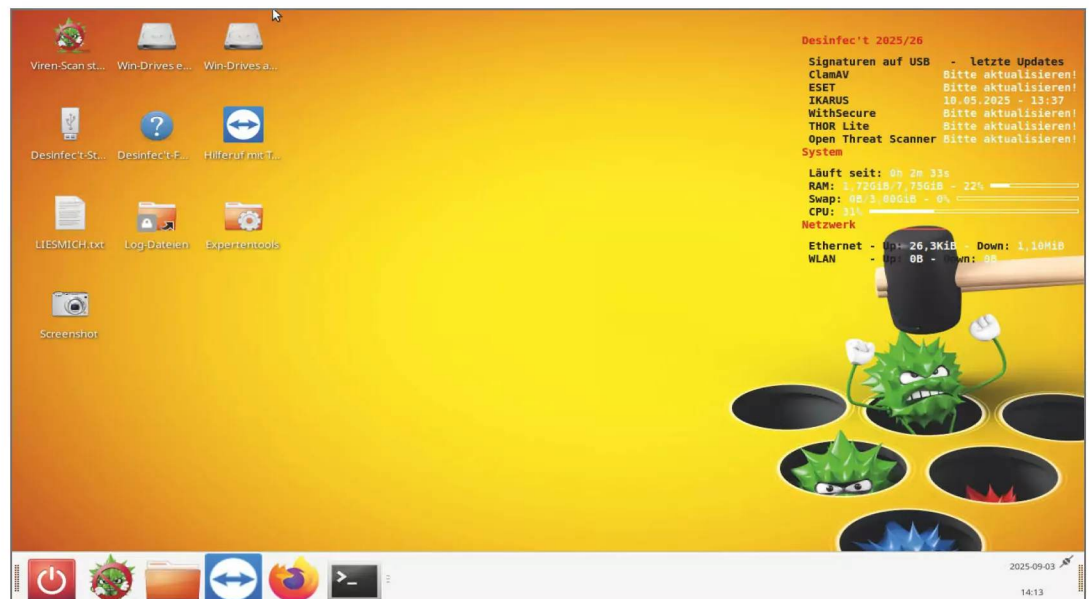 Viren-Scan st...
Win-Drives e...
Win-Drives a...
Desinfec't-St...
Desinfec't-F...
Hilferuf mit T...
LIESMICH.txt
Log-Dateien
Expertentools
Screenshot
Desinfec't 2025/26
Signaturen auf USB - letzte Updates
ClamAV Bitte aktualisieren!
ESET Bitte aktualisieren!
IKARUS 10.05.2025 - 13:37
WithSecure Bitte aktualisieren!
THOR Lite Bitte aktualisieren!
Open Threat Scanner Bitte aktualisieren!
System
Läuft seit: 0h 2m 33s
RAM: 1,72GiB/7,75GiB - 22%
Swap: 0B/3,00GiB - 0%
CPU: 31%
Netzwerk
Ethernet - Up: 26,3KiB - Down: 1,10MiB
WLAN - Up: 0B - Down: 0B
>_
2025-09-03
14:13